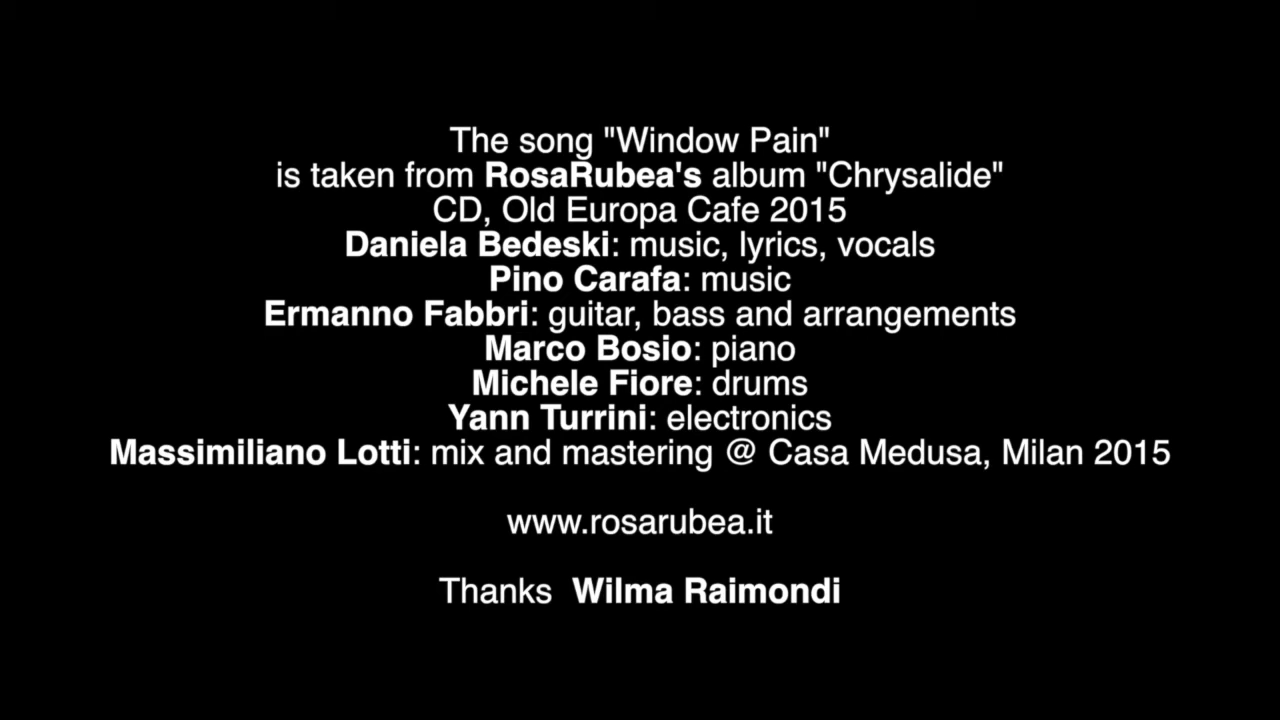 The song "Window Pain"
is taken from RosaRubea's album "Chrysalide"
CD, Old Europa Cafe 2015
Daniela Bedeski: music, lyrics, vocals
Pino Carafa: music
Ermanno Fabbri: guitar, bass and arrangements
Marco Bosio: piano
Michele Fiore: drums
Yann Turrini: electronics
Massimiliano Lotti: mix and mastering @ Casa Medusa, Milan 2015
www.rosarubea.it
Thanks  Wilma Raimondi